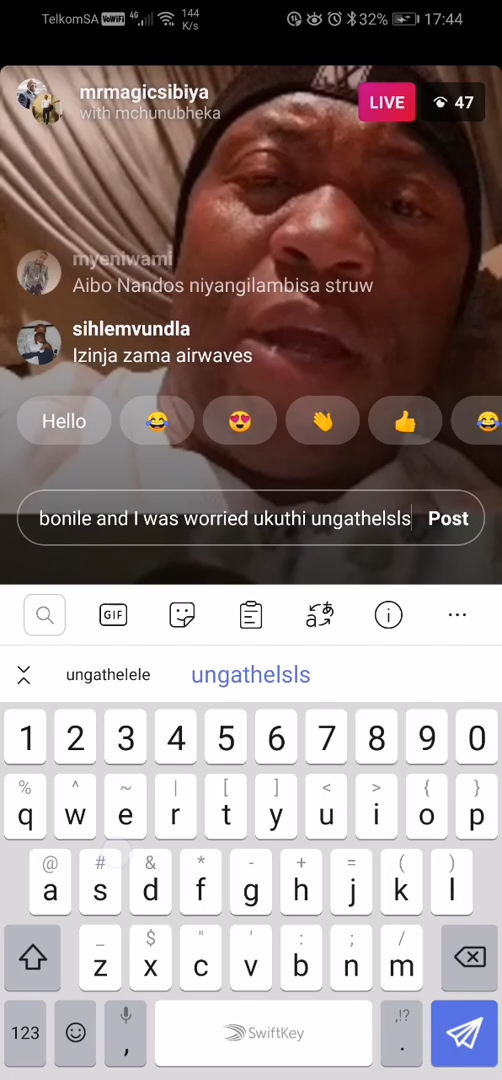 TelkomSA VoWiFi 4G 144 K/s 32% 17:44
mrmagicsibiya
with mchunubheka
LIVE
47
myeniwami
Aibo Nandos niyangilambisa struw
sihlemvundla
Izinja zama airwaves
Hello
bonile and I was worried ukuthi ungathelsls
Post
GIF
ungathelele ungathelsls
1 2 3 4 5 6 7 8 9 0
% ^ ~ | [ ] < > { }
q w e r t y u i o p
@ # & * - + = ( )
a s d f g h j k l
_ $ " ' : ; /
z x c v b n m
123 , SwiftKey ,!? .